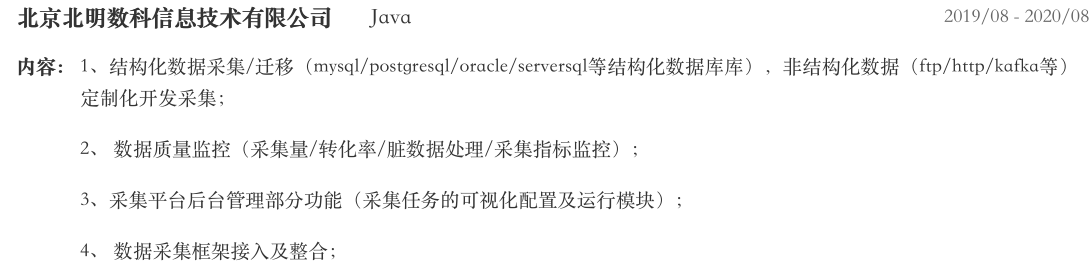 北京北明数科信息技术有限公司 Java 2019/08 - 2020/08
内容： 1、结构化数据采集/迁移（mysql/postgresql/oracle/serversql等结构化数据库库），非结构化数据（ftp/http/kafka等）
定制化开发采集；
2、 数据质量监控（采集量/转化率/脏数据处理/采集指标监控）；
3、采集平台后台管理部分功能（采集任务的可视化配置及运行模块）；
4、 数据采集框架接入及整合；